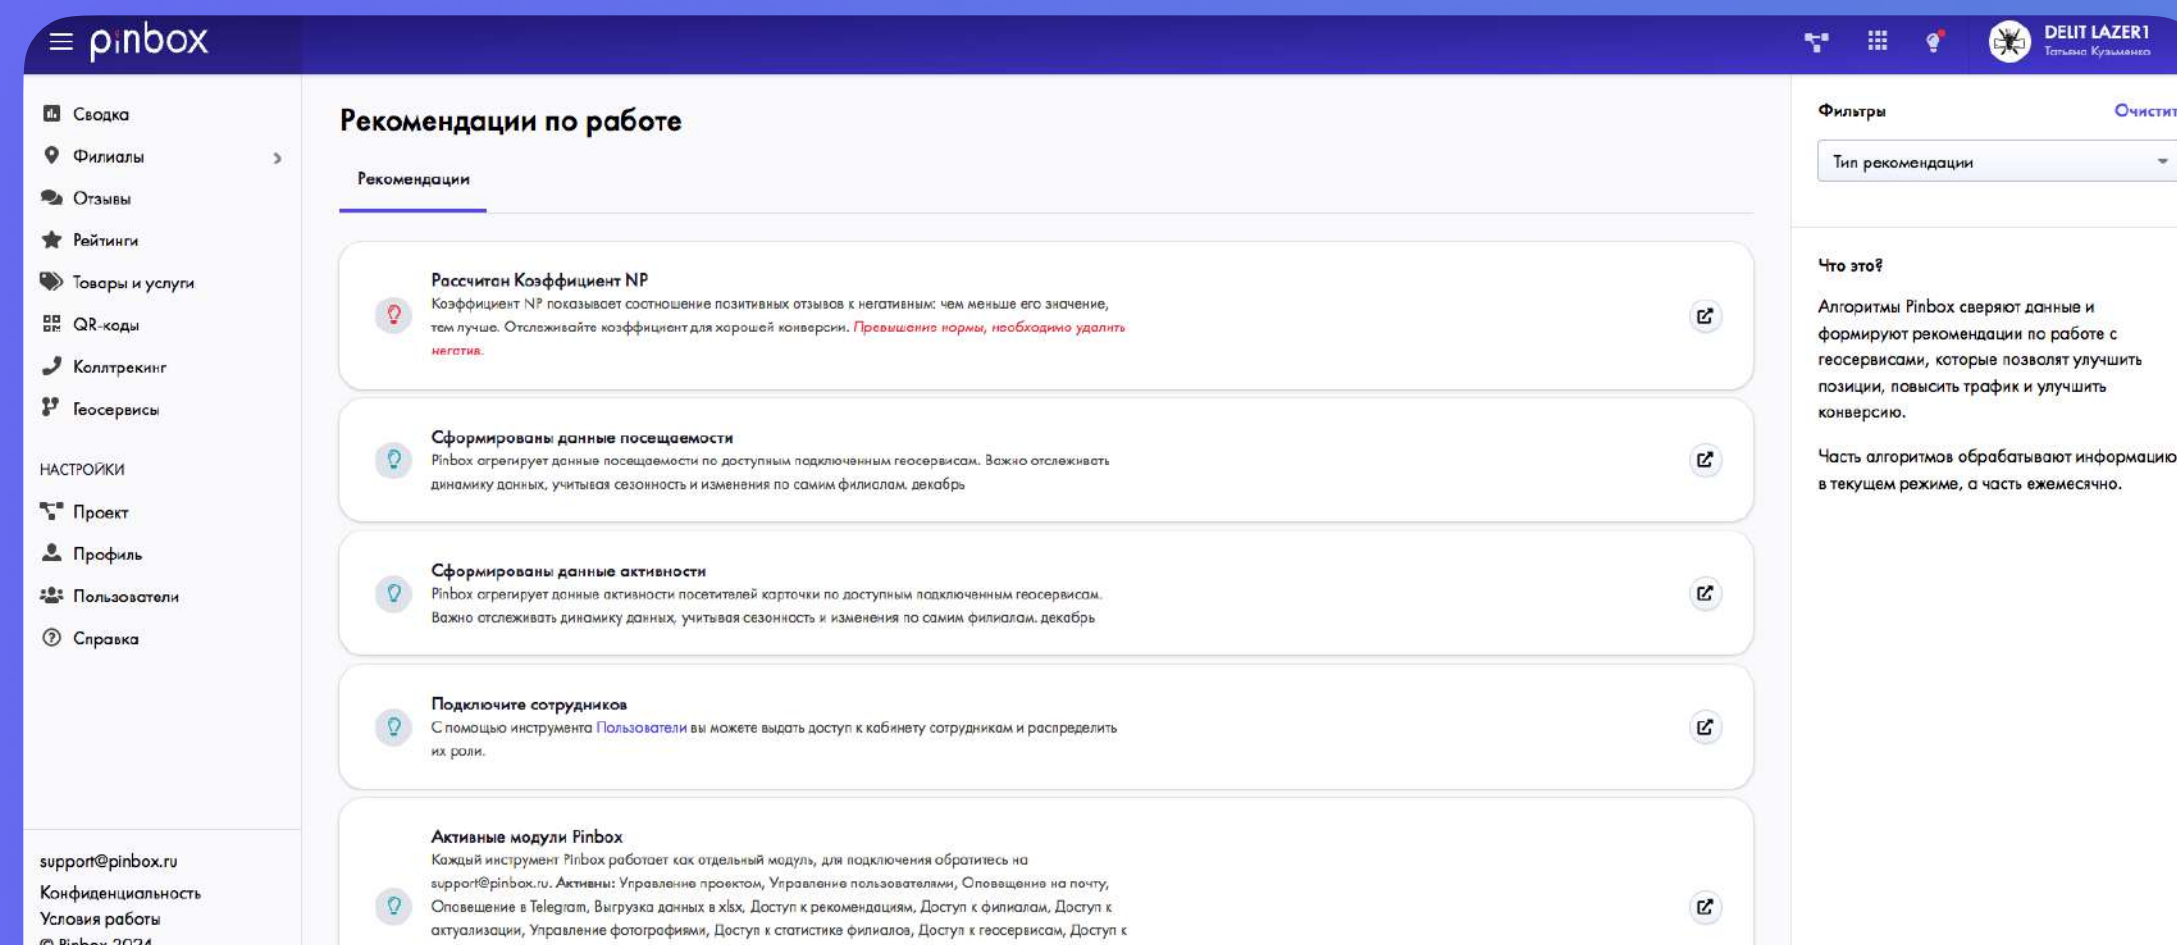 pinbox
DELIT LAZER1
Татьяна Кузьменко
Сводка
Филиалы
Отзывы
Рейтинги
Товары и услуги
QR-коды
Коллтрекинг
Геосервисы
НАСТРОЙКИ
Проект
Профиль
Пользователи
Справка
support@pinbox.ru
Конфиденциальность
Условия работы
© Pinbox 2024
Рекомендации по работе
Рекомендации
Рассчитан Коэффициент NP
Коэффициент NP показывает соотношение позитивных отзывов к негативным: чем меньше его значение,
тем лучше. Отслеживайте коэффициент для хорошей конверсии. Превышение нормы, необходимо удалить
негатив.
Сформированы данные посещаемости
Pinbox агрегирует данные посещаемости по доступным подключенным геосервисам. Важно отслеживать
динамику данных, учитывая сезонность и изменения по самим филиалам. декабрь
Сформированы данные активности
Pinbox агрегирует данные активности посетителей карточки по доступным подключенным геосервисам.
Важно отслеживать динамику данных, учитывая сезонность и изменения по самим филиалам. декабрь
Подключите сотрудников
С помощью инструмента Пользователи вы можете выдать доступ к кабинету сотрудникам и распределить
их роли.
Активные модули Pinbox
Каждый инструмент Pinbox работает как отдельный модуль, для подключения обратитесь на
support@pinbox.ru. Активны: Управление проектом, Управление пользователями, Оповещение на почту,
Оповещение в Telegram, Выгрузка данных в xlsx, Доступ к рекомендациям, Доступ к филиалам, Доступ к
актуализации, Управление фотографиями, Доступ к статистике филиалов, Доступ к геосервисам, Доступ к
Фильтры
Очистит
Тип рекомендации
Что это?
Алгоритмы Pinbox сверяют данные и
формируют рекомендации по работе с
геосервисами, которые позволят улучшить
позиции, повысить трафик и улучшить
конверсию.
Часть алгоритмов обрабатывают информацию
в текущем режиме, а часть ежемесячно.